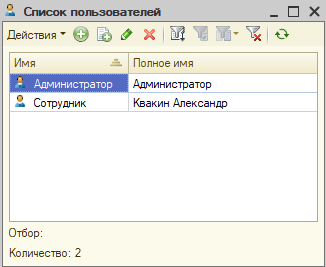 Список пользователей
Действия
Имя Полное имя
Администратор Администратор
Сотрудник Квакин Александр
Отбор:
Количество: 2